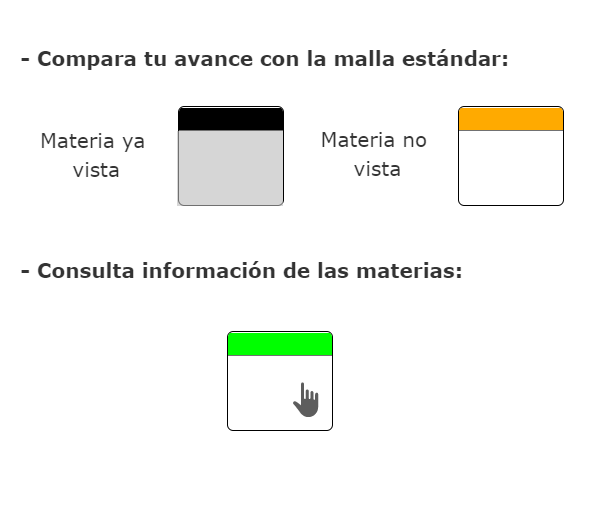 - Compara tu avance con la malla estándar:
Materia ya
vista
Materia no
vista
- Consulta información de las materias: